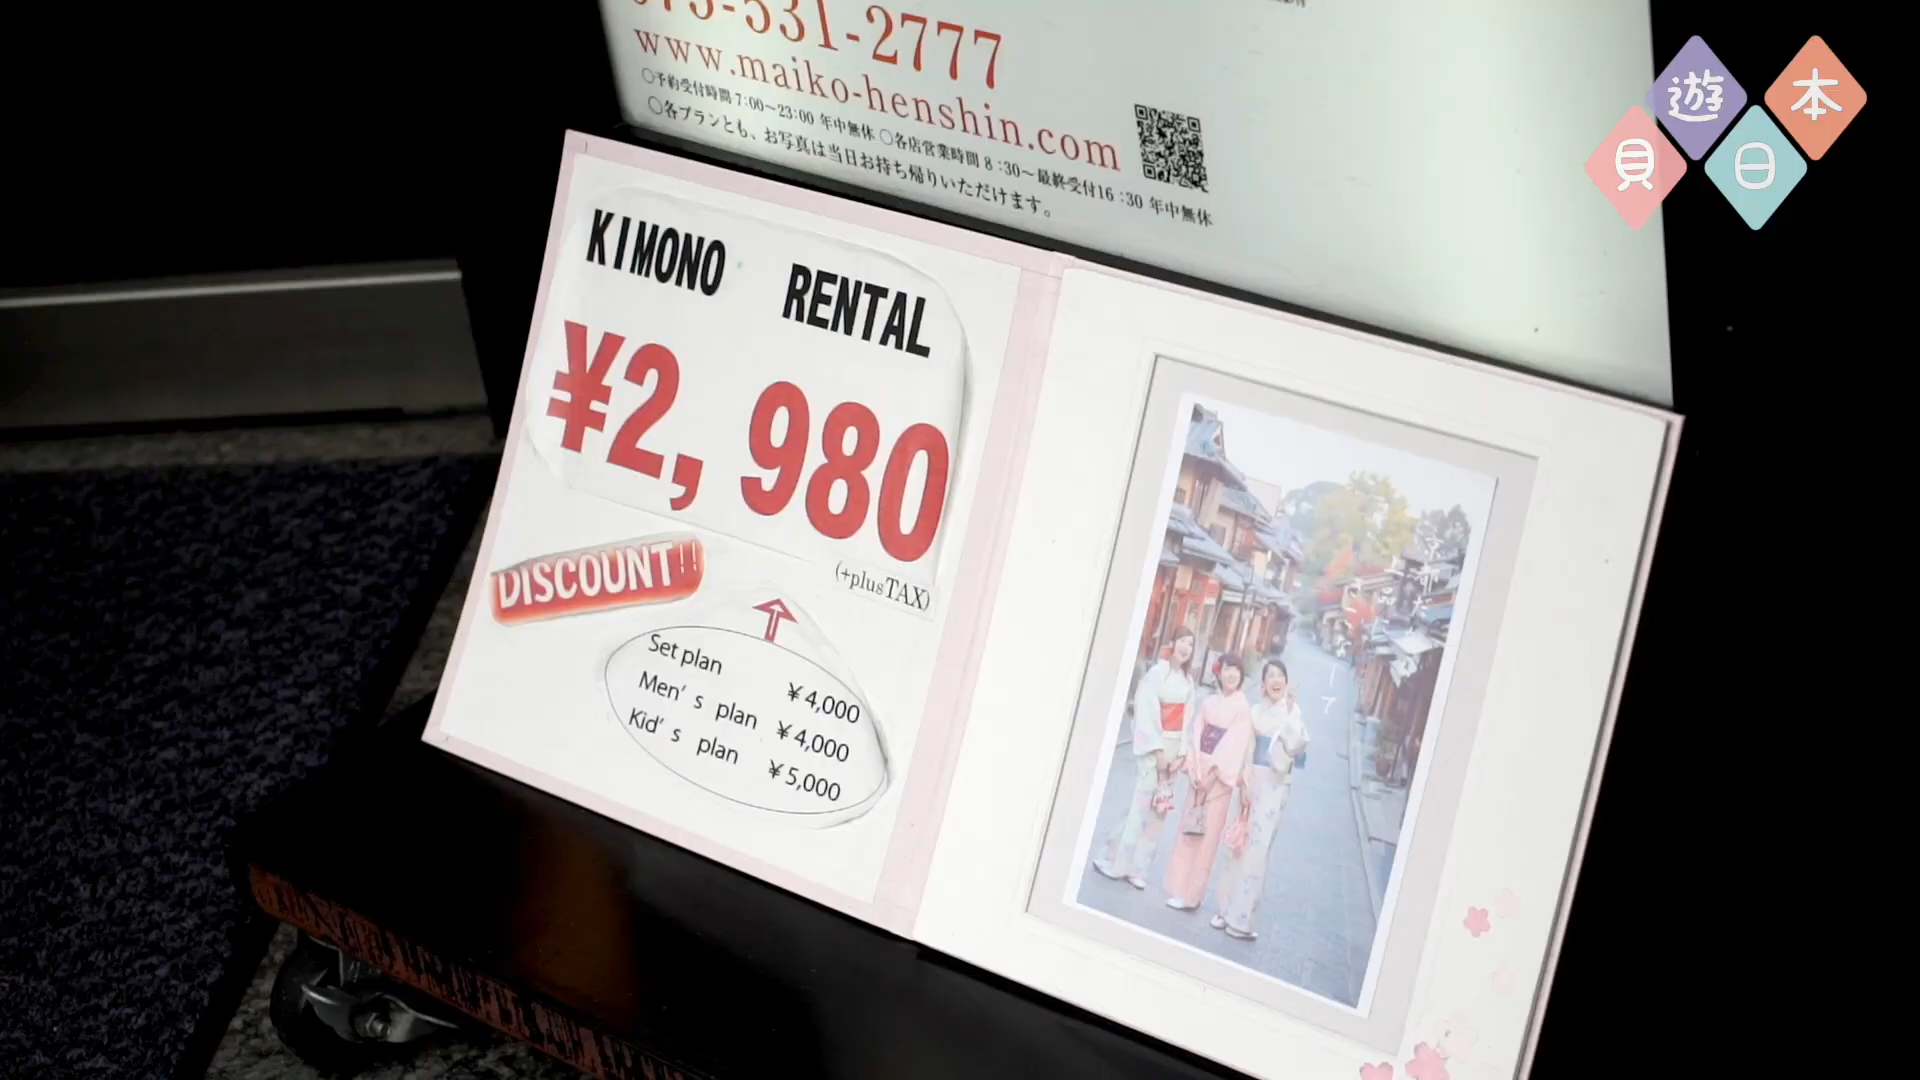 531-2777
www.maiko-henshin.com
○予約受付時間 7:00～23:00 年中無休 ○各店営業時間 8:30～最終受付16:30 年中無休
○各プランとも、お写真は当日お持ち帰りいただけます。
KIMONO RENTAL
¥2,980
(+plusTAX)
DISCOUNT!!
Set plan ¥4,000
Men's plan ¥4,000
Kid's plan ¥5,000
遊本
貝日